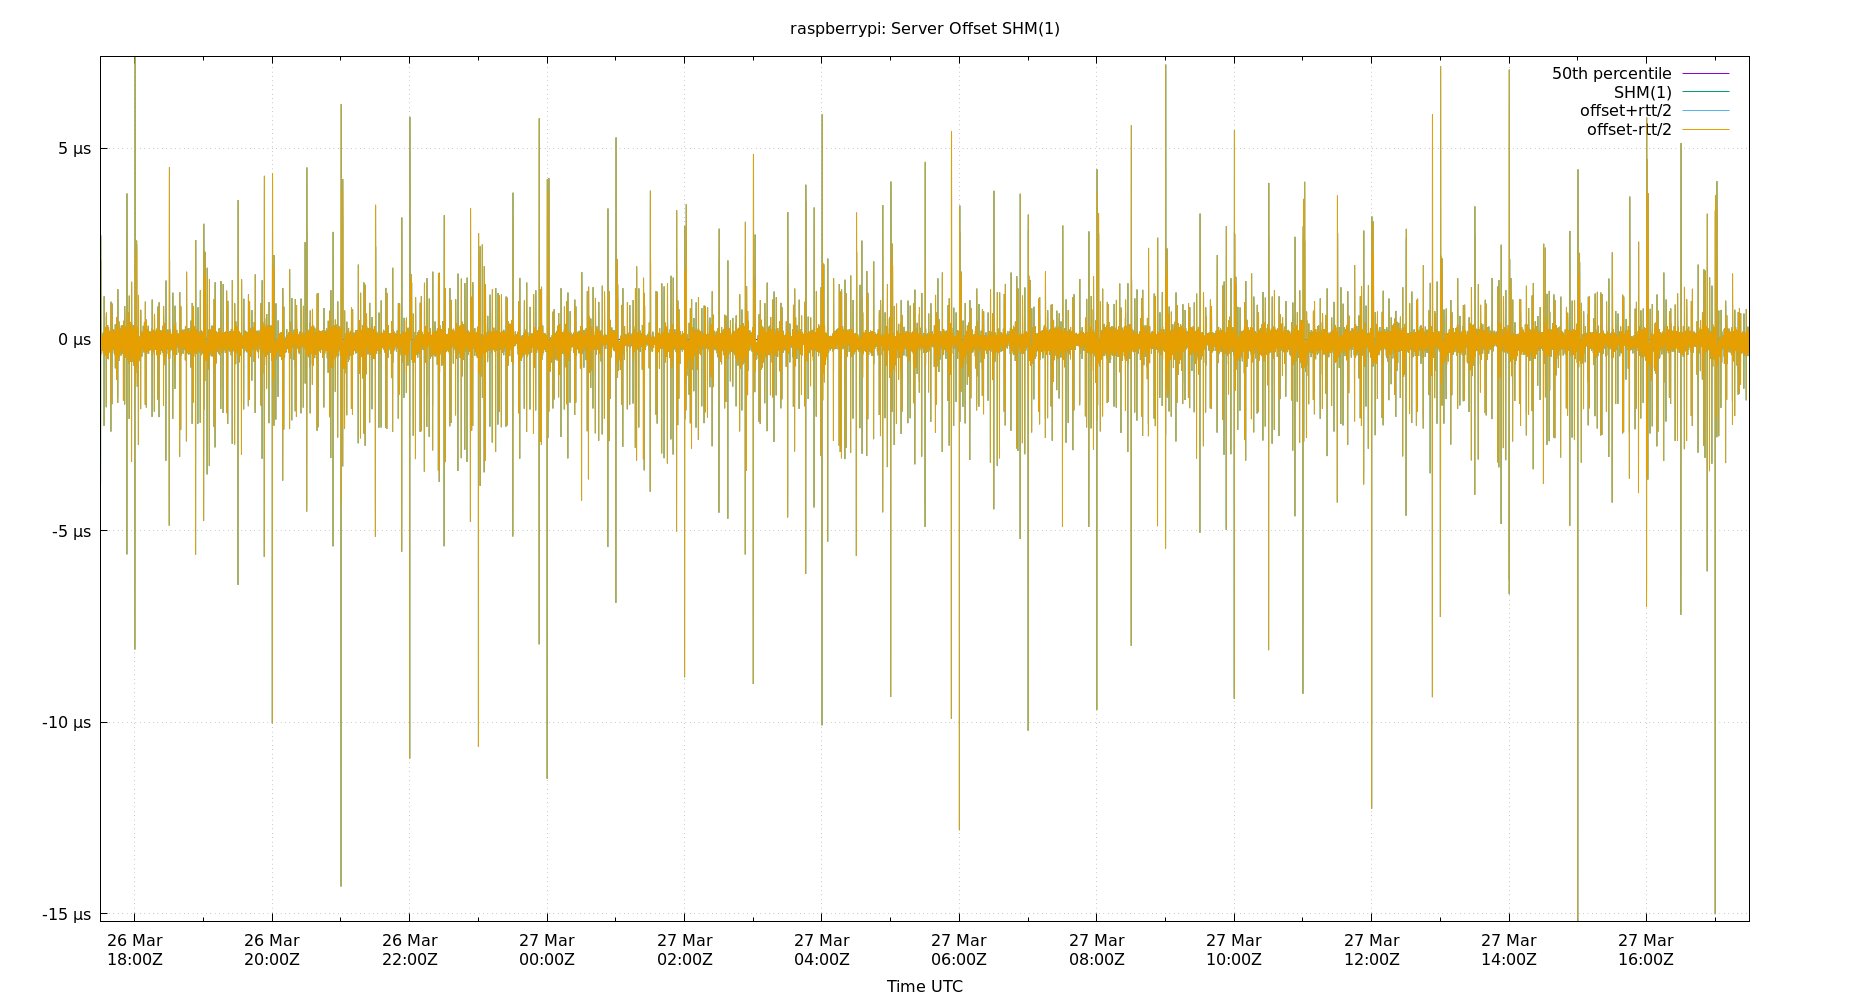 raspberrypi: Server Offset SHM(1)
50th percentile
SHM(1)
offset+rtt/2
offset-rtt/2
5 µs
0 µs
-5 µs
-10 µs
-15 µs
26 Mar 26 Mar 26 Mar 27 Mar 27 Mar 27 Mar 27 Mar 27 Mar 27 Mar 27 Mar 27 Mar 27 Mar
18:00Z 20:00Z 22:00Z 00:00Z 02:00Z 04:00Z 06:00Z 08:00Z 10:00Z 12:00Z 14:00Z 16:00Z
Time UTC